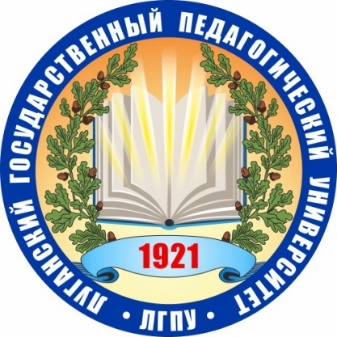 ЛУГАНСКИЙ ГОСУДАРСТВЕННЫЙ ПЕДАГОГИЧЕСКИЙ УНИВЕРСИТЕТ
1921
• ЛГПУ •